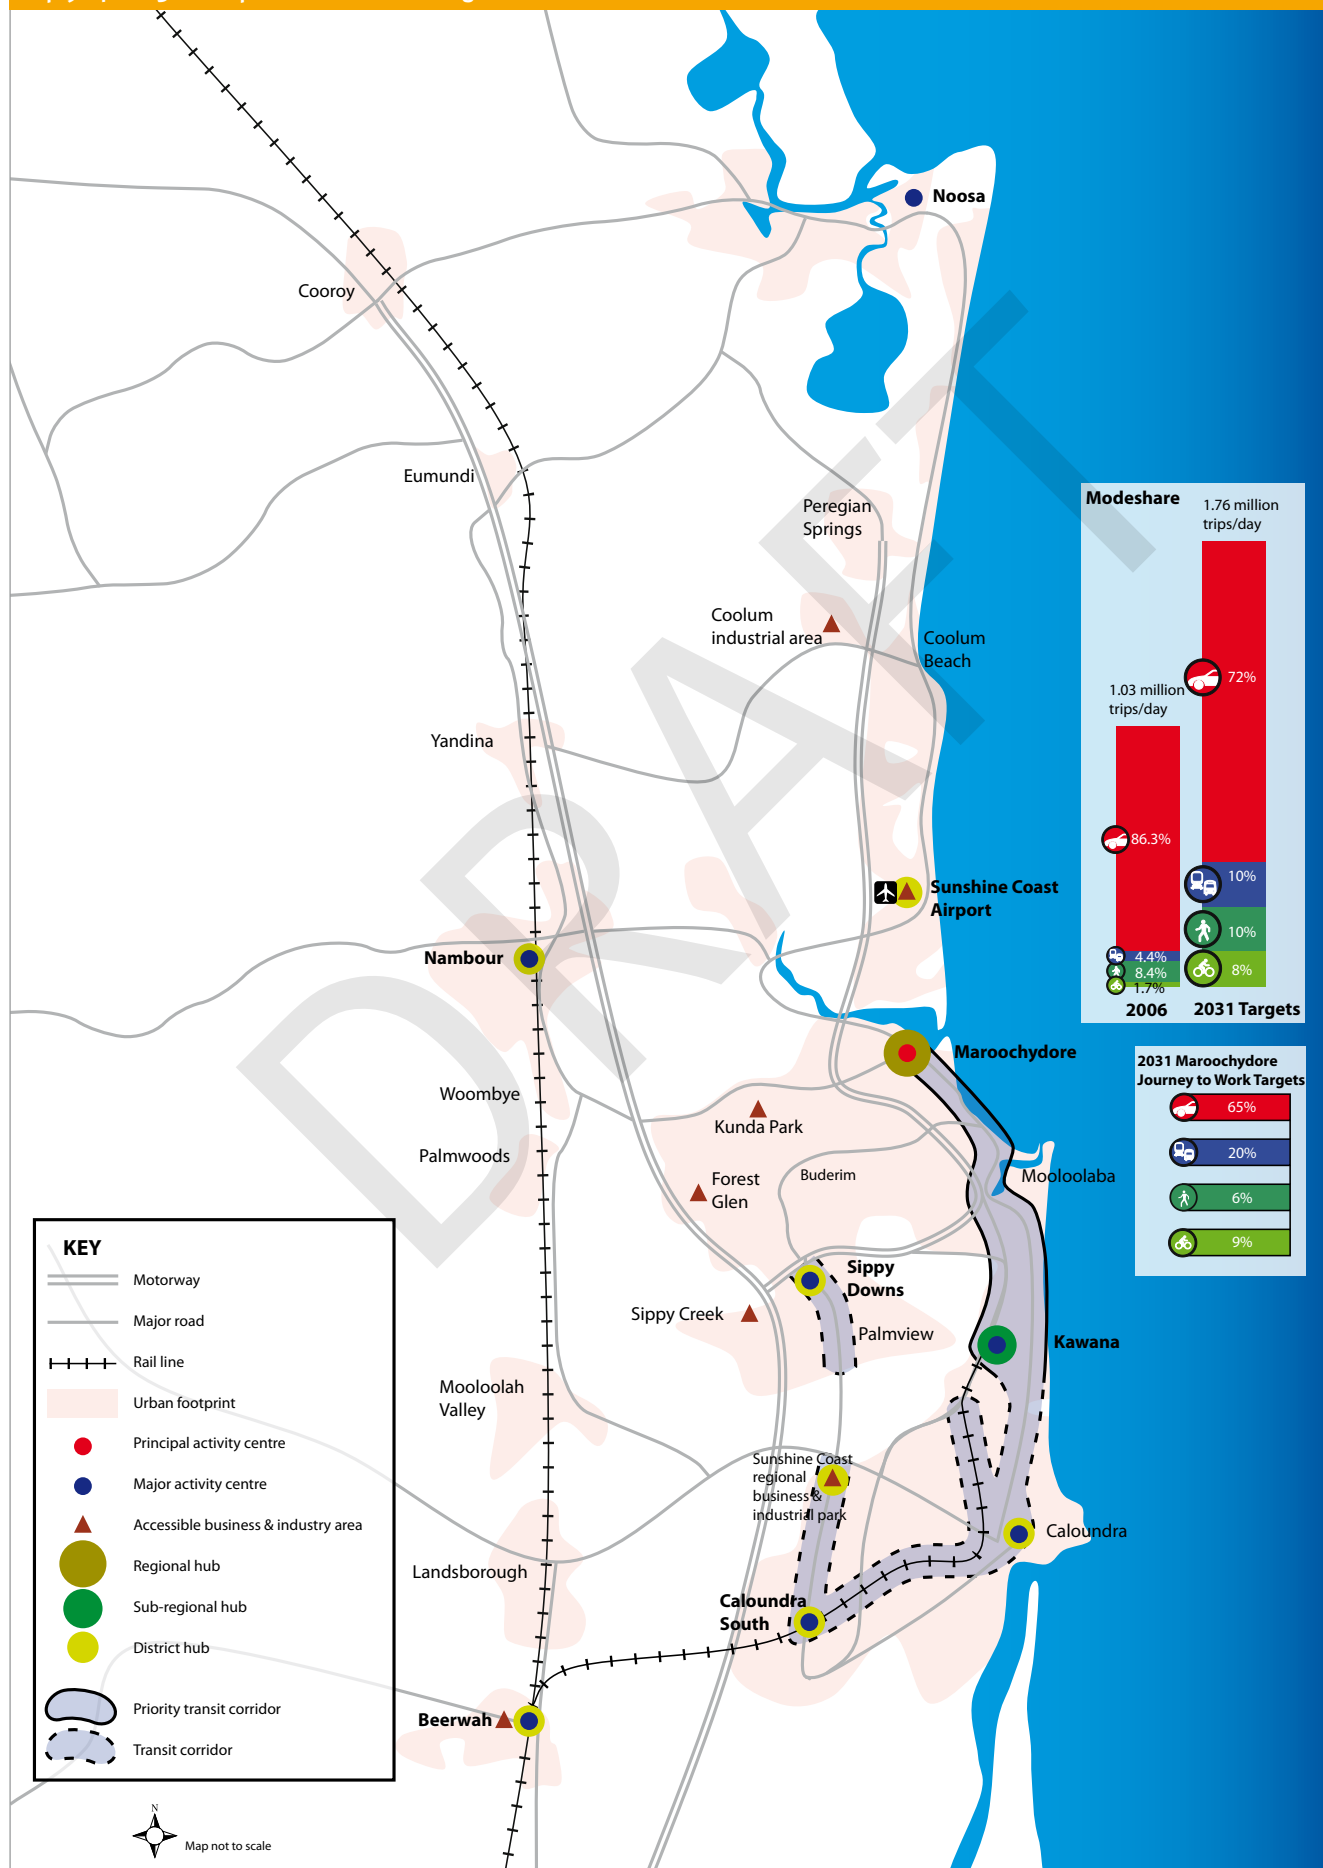 Noosa
Cooroy
Eumundi
Peregian
Springs
Coolum
industrial area
Coolum
Beach
Yandina
Sunshine Coast
Airport
Nambour
Maroochydore
Woombye
Kunda Park
Palmwoods
Forest
Glen
Buderim
Mooloolaba
Sippy
Downs
Sippy Creek
Palmview
Kawana
Mooloolah
Valley
Sunshine Coast
regional
business &
industrial park
Caloundra
Landsborough
Caloundra
South
Beerwah
DRAFT
Modeshare
1.76 million
trips/day
72%
1.03 million
trips/day
86.3%
10%
10%
4.4%
8.4%
8%
1.7%
2006
2031 Targets
2031 Maroochydore
Journey to Work Targets
65%
20%
6%
9%
KEY
Motorway
Major road
Rail line
Urban footprint
Principal activity centre
Major activity centre
Accessible business & industry area
Regional hub
Sub-regional hub
District hub
Priority transit corridor
Transit corridor
N
Map not to scale